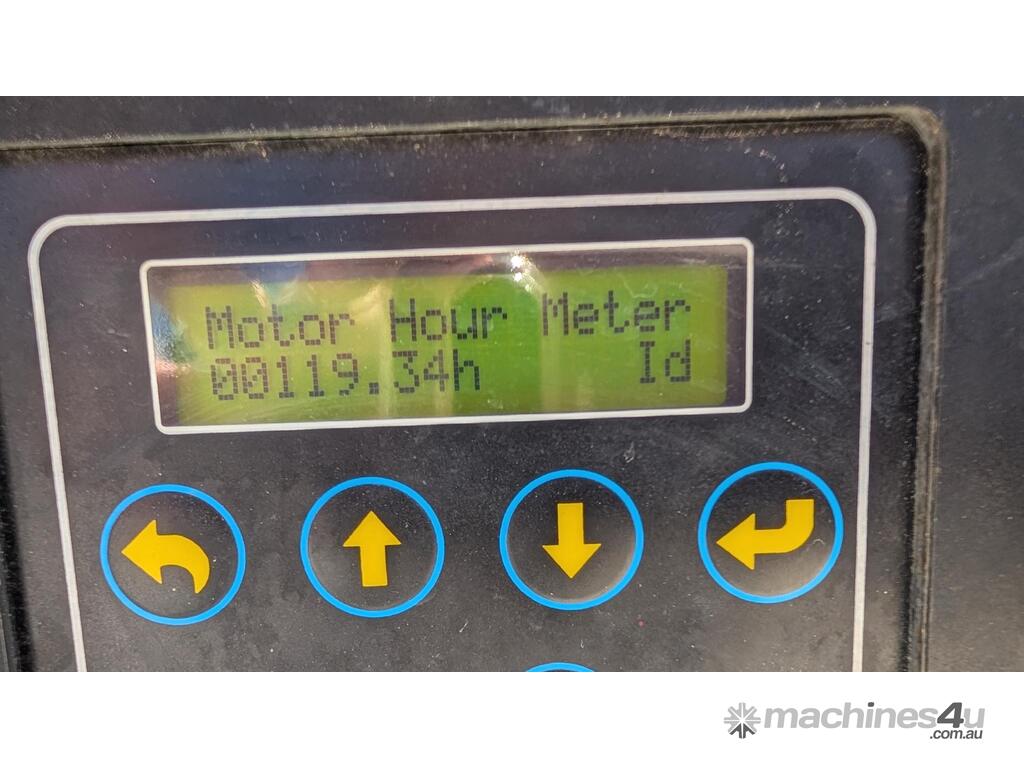 Motor Hour Meter
00119.34h Id
machines4u
.com.au